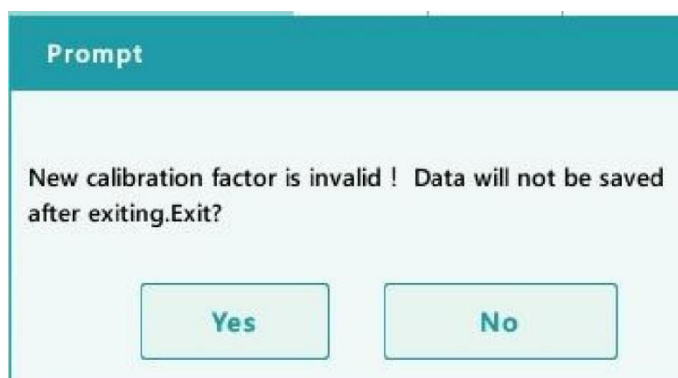 Prompt
New calibration factor is invalid ! Data will not be saved
after exiting.Exit?
Yes
No